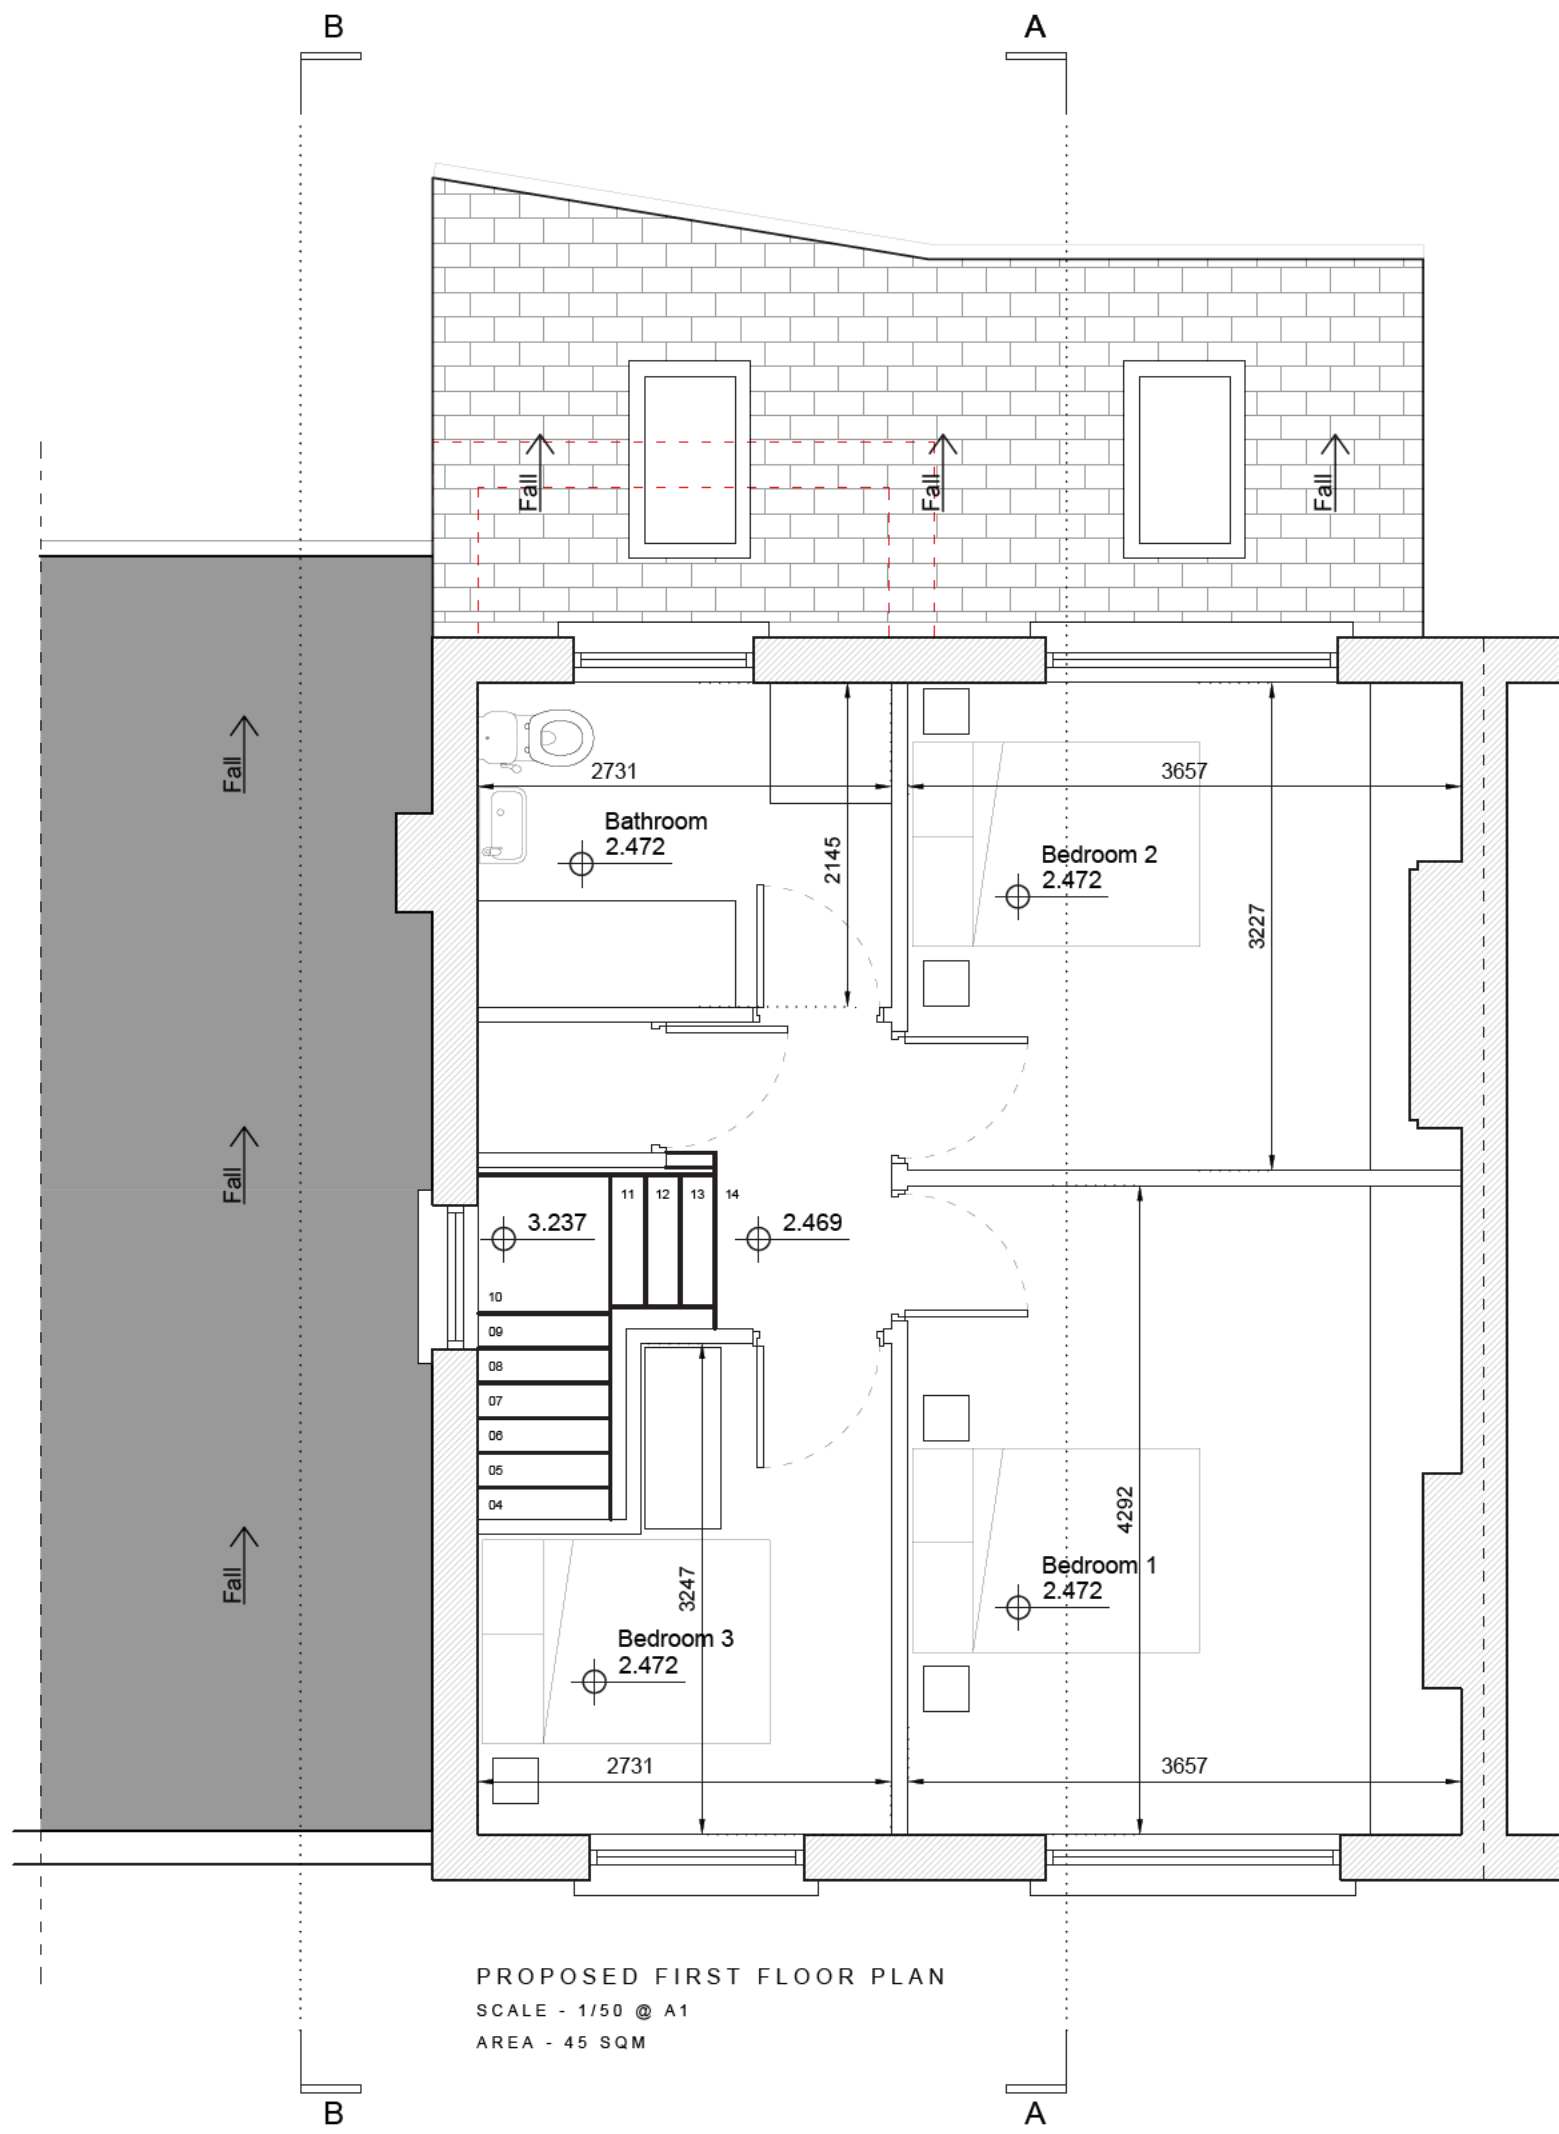 B
A
Fall
Fall
Fall
2731
3657
Fall
Bathroom
2.472
2145
Bedroom 2
2.472
3227
Fall
11
12
13
14
3.237
2.469
10
09
08
07
06
05
04
Fall
4292
Bedroom 1
2.472
3247
Bedroom 3
2.472
2731
3657
PROPOSED FIRST FLOOR PLAN
SCALE - 1/50 @ A1
AREA - 45 SQM
B
A